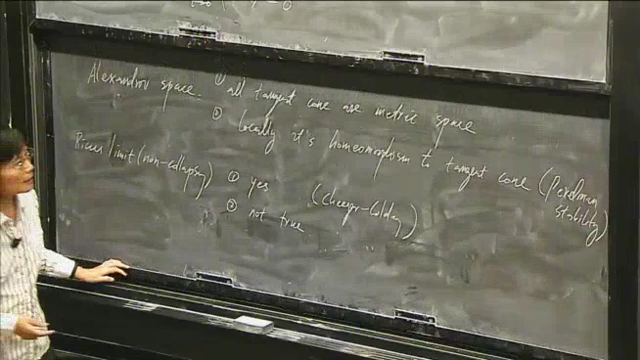 Alexandrov space. ① all tangent cone are metric space
② locally it's homeomorphism to tangent cone (Perelman stability)
Ricci limit (non-collapsing) ① yes (Cheeger-Colding)
② not true